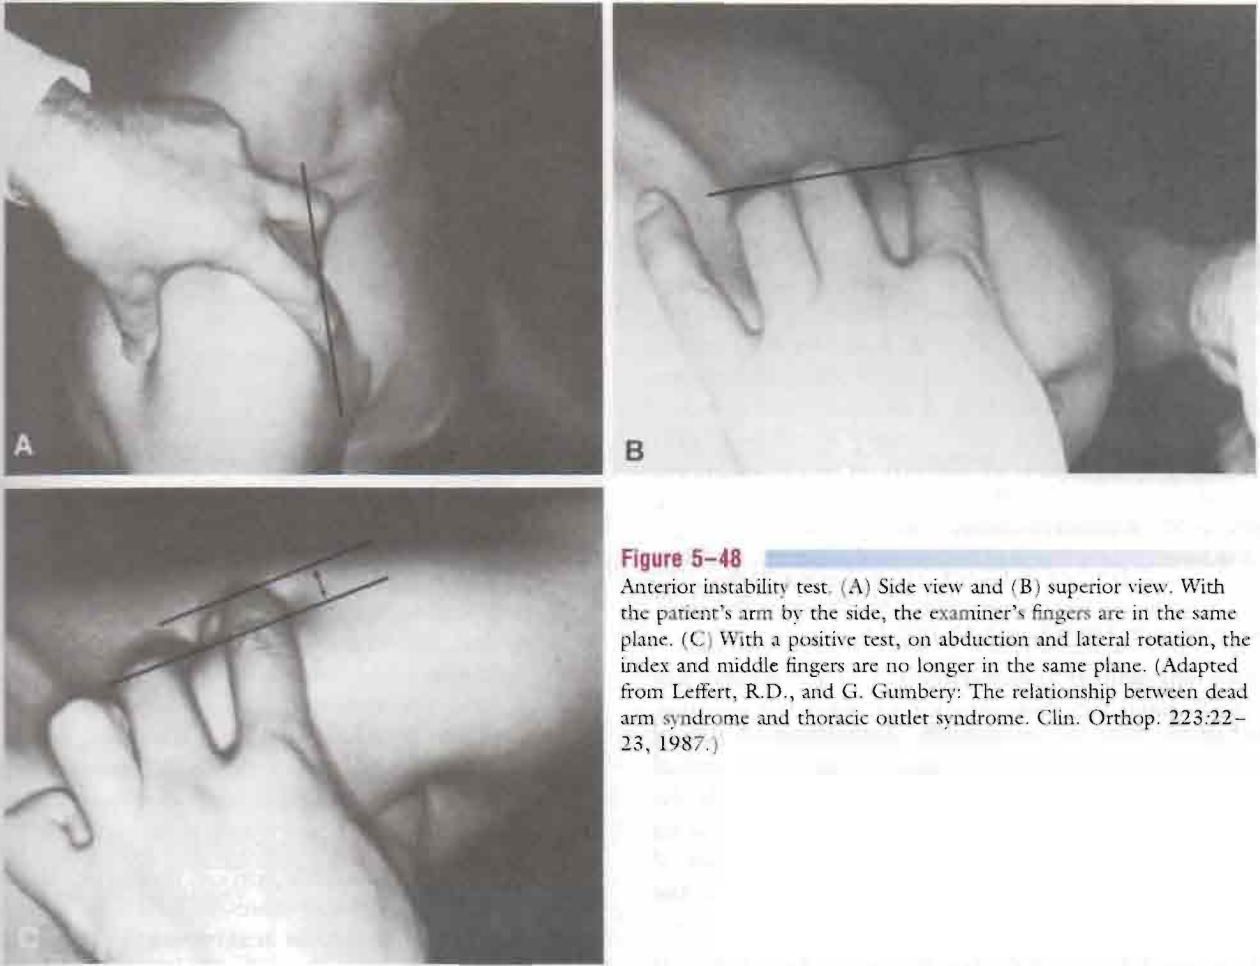 A
B
C
Figure 5–48
Anterior instability test. (A) Side view and (B) superior view. With
the patient's arm by the side, the examiner's fingers are in the same
plane. (C) With a positive test, on abduction and lateral rotation, the
index and middle fingers are no longer in the same plane. (Adapted
from Leffert, R.D., and G. Gumbery: The relationship between dead
arm syndrome and thoracic outlet syndrome. Clin. Orthop. 223:22–
23, 1987.)